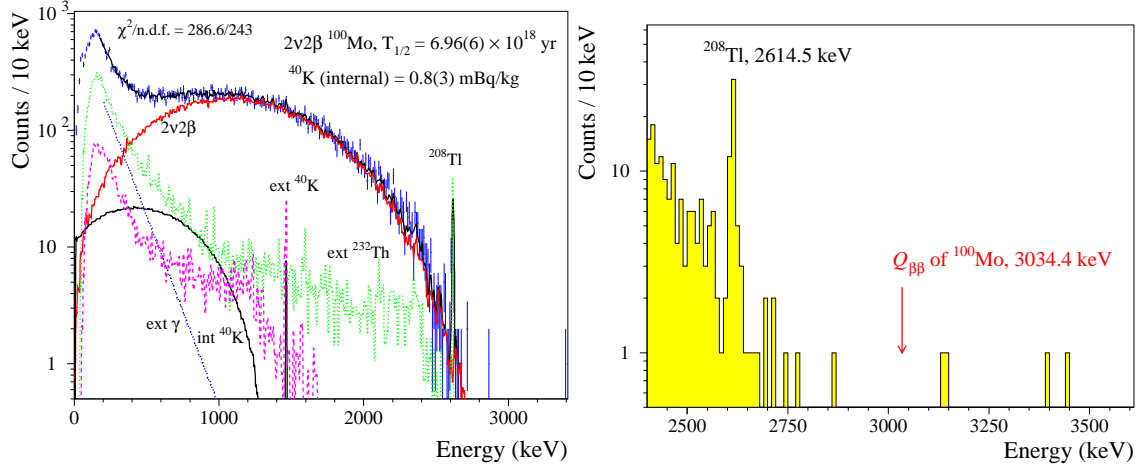 χ²/n.d.f. = 286.6/243
2ν2β ¹⁰⁰Mo, T₁/₂ = 6.96(6) × 10¹⁸ yr
⁴⁰K (internal) = 0.8(3) mBq/kg
2ν2β
²⁰⁸Tl
ext ⁴⁰K
ext ²³²Th
ext γ
int ⁴⁰K
Counts / 10 keV
10³
10²
10
1
0
1000
2000
3000
Energy (keV)
²⁰⁸Tl, 2614.5 keV
Qββ of ¹⁰⁰Mo, 3034.4 keV
Counts / 10 keV
10
1
2500
2750
3000
3250
3500
Energy (keV)